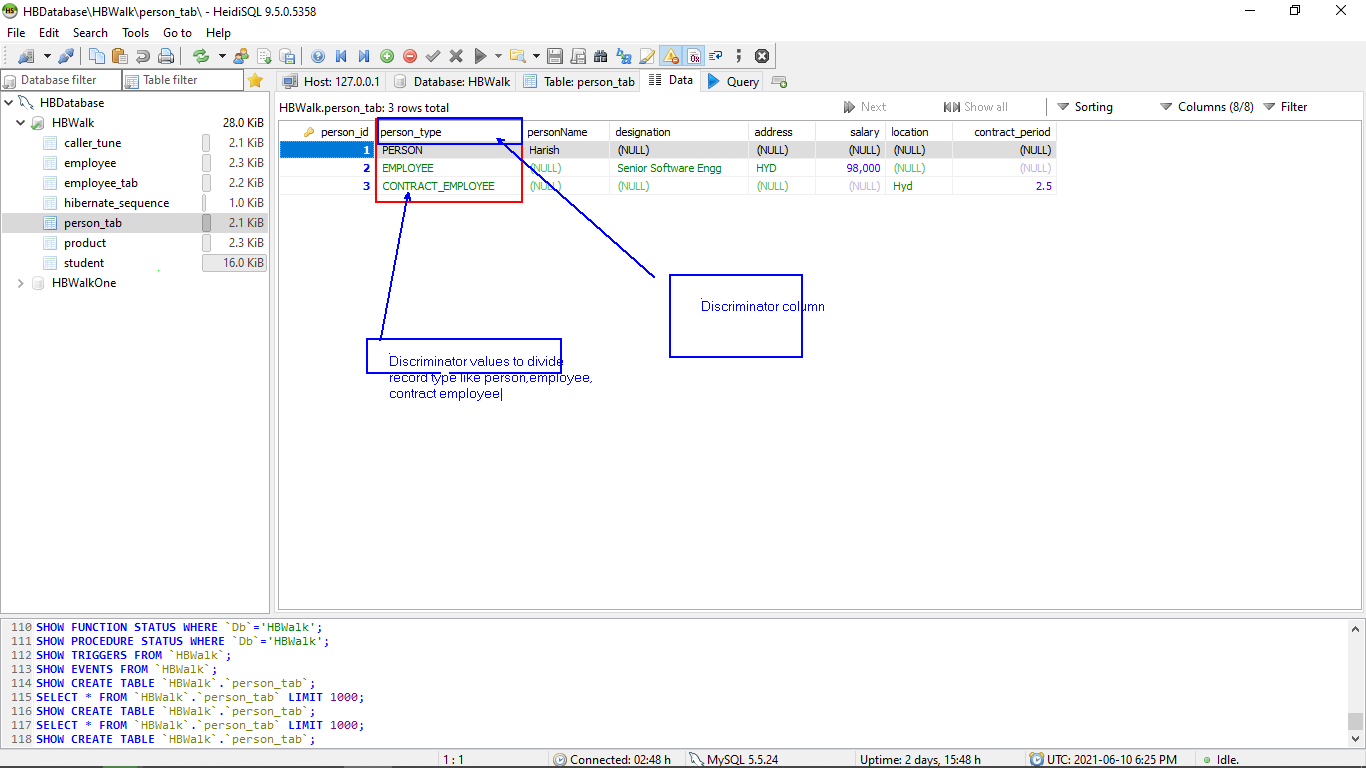 HBDatabase\HBWalk\person_tab\ - HeidiSQL 9.5.0.5358
File Edit Search Tools Go to Help
Database filter Table filter
Host: 127.0.0.1 Database: HBWalk Table: person_tab Data Query
HBDatabase
HBWalk 28.0 KiB
caller_tune 2.1 KiB
employee 2.3 KiB
employee_tab 2.2 KiB
hibernate_sequence 1.0 KiB
person_tab 2.1 KiB
product 2.3 KiB
student 16.0 KiB
HBWalkOne
HBWalk.person_tab: 3 rows total Next Show all Sorting Columns (8/8) Filter
person_id person_type personName designation address salary location contract_period
1 PERSON Harish (NULL) (NULL) (NULL) (NULL) (NULL)
2 EMPLOYEE (NULL) Senior Software Engg HYD 98,000 (NULL) (NULL)
3 CONTRACT_EMPLOYEE (NULL) (NULL) (NULL) (NULL) Hyd 2.5
Discriminator column
Discriminator values to divide
record type like person,employee,
contract employee
110 SHOW FUNCTION STATUS WHERE `Db`='HBWalk';
111 SHOW PROCEDURE STATUS WHERE `Db`='HBWalk';
112 SHOW TRIGGERS FROM `HBWalk`;
113 SHOW EVENTS FROM `HBWalk`;
114 SHOW CREATE TABLE `HBWalk`.`person_tab`;
115 SELECT * FROM `HBWalk`.`person_tab` LIMIT 1000;
116 SHOW CREATE TABLE `HBWalk`.`person_tab`;
117 SELECT * FROM `HBWalk`.`person_tab` LIMIT 1000;
118 SHOW CREATE TABLE `HBWalk`.`person_tab`;
1 : 1 Connected: 02:48 h MySQL 5.5.24 Uptime: 2 days, 15:48 h UTC: 2021-06-10 6:25 PM Idle.